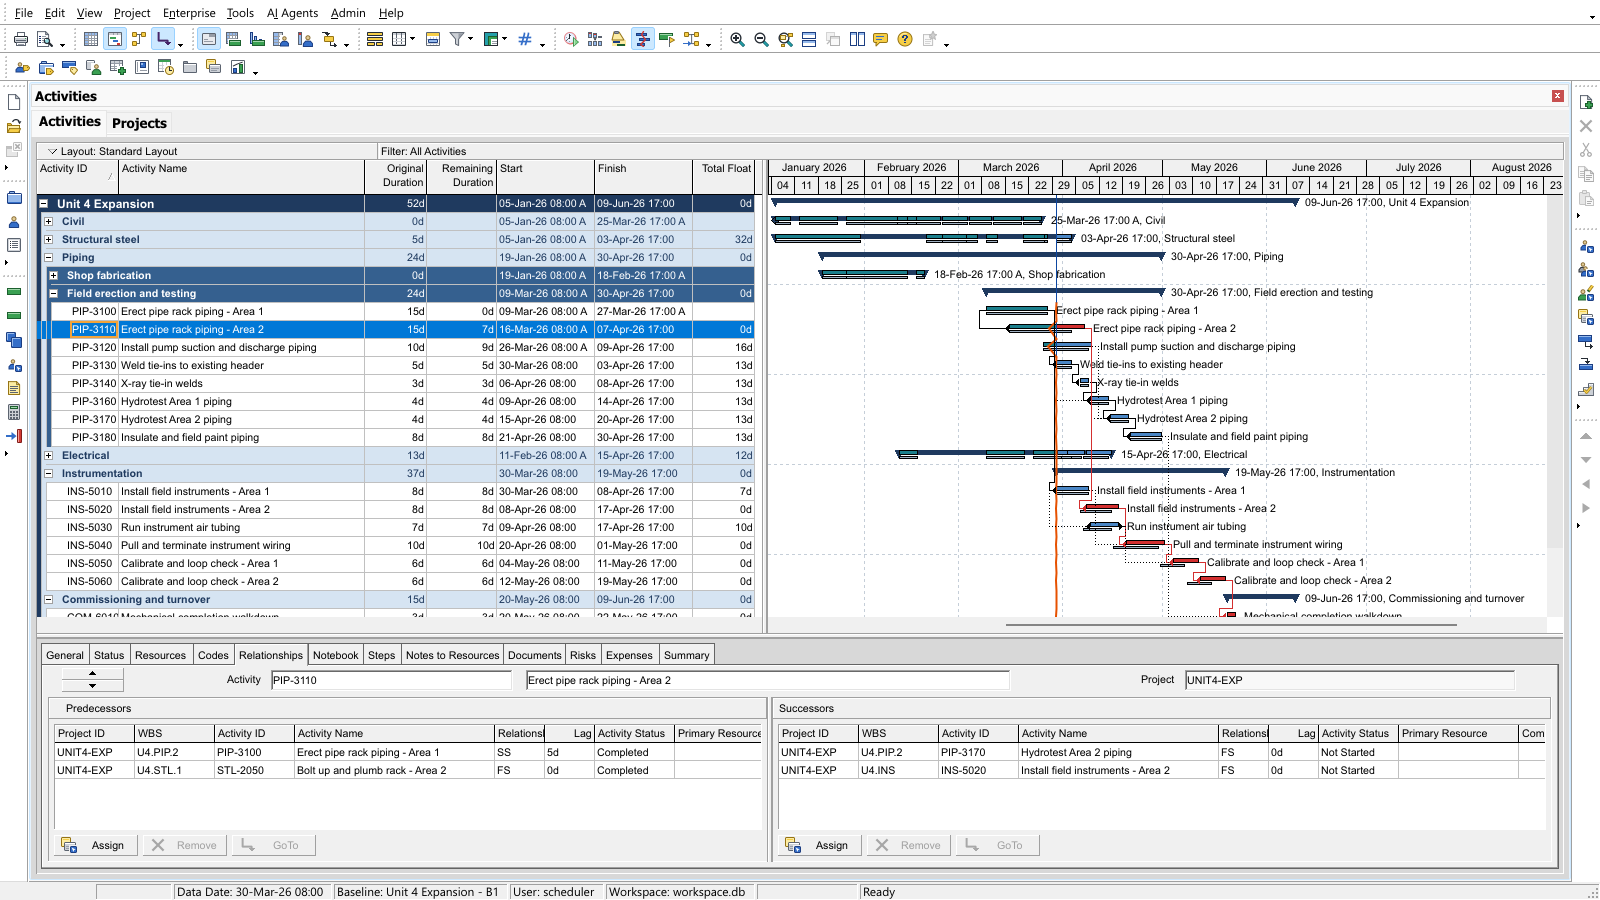 File Edit View Project Enterprise Tools AI Agents Admin Help
Activities
Activities Projects
Layout: Standard Layout Filter: All Activities
Activity ID Activity Name Original Duration Remaining Duration Start Finish Total Float
January 2026 February 2026 March 2026 April 2026 May 2026 June 2026 July 2026 August 2026
04 11 18 25 01 08 15 22 01 08 15 22 29 05 12 19 26 03 10 17 24 31 07 14 21 28 05 12 19 26 02 09 16 23
Unit 4 Expansion 52d 05-Jan-26 08:00 A 09-Jun-26 17:00 0d 09-Jun-26 17:00, Unit 4 Expansion
Civil 0d 05-Jan-26 08:00 A 25-Mar-26 17:00 A 25-Mar-26 17:00 A, Civil
Structural steel 5d 05-Jan-26 08:00 A 03-Apr-26 17:00 32d 03-Apr-26 17:00, Structural steel
Piping 24d 19-Jan-26 08:00 A 30-Apr-26 17:00 0d 30-Apr-26 17:00, Piping
Shop fabrication 0d 19-Jan-26 08:00 A 18-Feb-26 17:00 A 18-Feb-26 17:00 A, Shop fabrication
Field erection and testing 24d 09-Mar-26 08:00 A 30-Apr-26 17:00 0d 30-Apr-26 17:00, Field erection and testing
PIP-3100 Erect pipe rack piping - Area 1 15d 0d 09-Mar-26 08:00 A 27-Mar-26 17:00 A Erect pipe rack piping - Area 1
PIP-3110 Erect pipe rack piping - Area 2 15d 7d 16-Mar-26 08:00 A 07-Apr-26 17:00 0d Erect pipe rack piping - Area 2
PIP-3120 Install pump suction and discharge piping 10d 9d 26-Mar-26 08:00 A 09-Apr-26 17:00 16d Install pump suction and discharge piping
PIP-3130 Weld tie-ins to existing header 5d 5d 30-Mar-26 08:00 03-Apr-26 17:00 13d Weld tie-ins to existing header
PIP-3140 X-ray tie-in welds 3d 3d 06-Apr-26 08:00 08-Apr-26 17:00 13d X-ray tie-in welds
PIP-3160 Hydrotest Area 1 piping 4d 4d 09-Apr-26 08:00 14-Apr-26 17:00 13d Hydrotest Area 1 piping
PIP-3170 Hydrotest Area 2 piping 4d 4d 15-Apr-26 08:00 20-Apr-26 17:00 13d Hydrotest Area 2 piping
PIP-3180 Insulate and field paint piping 8d 8d 21-Apr-26 08:00 30-Apr-26 17:00 13d Insulate and field paint piping
Electrical 13d 11-Feb-26 08:00 A 15-Apr-26 17:00 12d 15-Apr-26 17:00, Electrical
Instrumentation 37d 30-Mar-26 08:00 19-May-26 17:00 0d 19-May-26 17:00, Instrumentation
INS-5010 Install field instruments - Area 1 8d 8d 30-Mar-26 08:00 08-Apr-26 17:00 7d Install field instruments - Area 1
INS-5020 Install field instruments - Area 2 8d 8d 08-Apr-26 08:00 17-Apr-26 17:00 0d Install field instruments - Area 2
INS-5030 Run instrument air tubing 7d 7d 09-Apr-26 08:00 17-Apr-26 17:00 10d Run instrument air tubing
INS-5040 Pull and terminate instrument wiring 10d 10d 20-Apr-26 08:00 01-May-26 17:00 0d Pull and terminate instrument wiring
INS-5050 Calibrate and loop check - Area 1 6d 6d 04-May-26 08:00 11-May-26 17:00 0d Calibrate and loop check - Area 1
INS-5060 Calibrate and loop check - Area 2 6d 6d 12-May-26 08:00 19-May-26 17:00 0d Calibrate and loop check - Area 2
Commissioning and turnover 15d 20-May-26 08:00 09-Jun-26 17:00 0d 09-Jun-26 17:00, Commissioning and turnover
COM-6010 Mechanical completion walkdown 3d 3d 20-May-26 08:00 22-May-26 17:00 0d Mechanical completion walkdown
General Status Resources Codes Relationships Notebook Steps Notes to Resources Documents Risks Expenses Summary
Activity PIP-3110 Erect pipe rack piping - Area 2 Project UNIT4-EXP
Predecessors
Project ID WBS Activity ID Activity Name Relations Lag Activity Status Primary Resource
UNIT4-EXP U4.PIP.2 PIP-3100 Erect pipe rack piping - Area 1 SS 5d Completed
UNIT4-EXP U4.STL.1 STL-2050 Bolt up and plumb rack - Area 2 FS 0d Completed
Assign Remove GoTo
Successors
Project ID WBS Activity ID Activity Name Relations Lag Activity Status Primary Resource Com
UNIT4-EXP U4.PIP.2 PIP-3170 Hydrotest Area 2 piping FS 0d Not Started
UNIT4-EXP U4.INS INS-5020 Install field instruments - Area 2 FS 0d Not Started
Assign Remove GoTo
Data Date: 30-Mar-26 08:00 Baseline: Unit 4 Expansion - B1 User: scheduler Workspace: workspace.db Ready